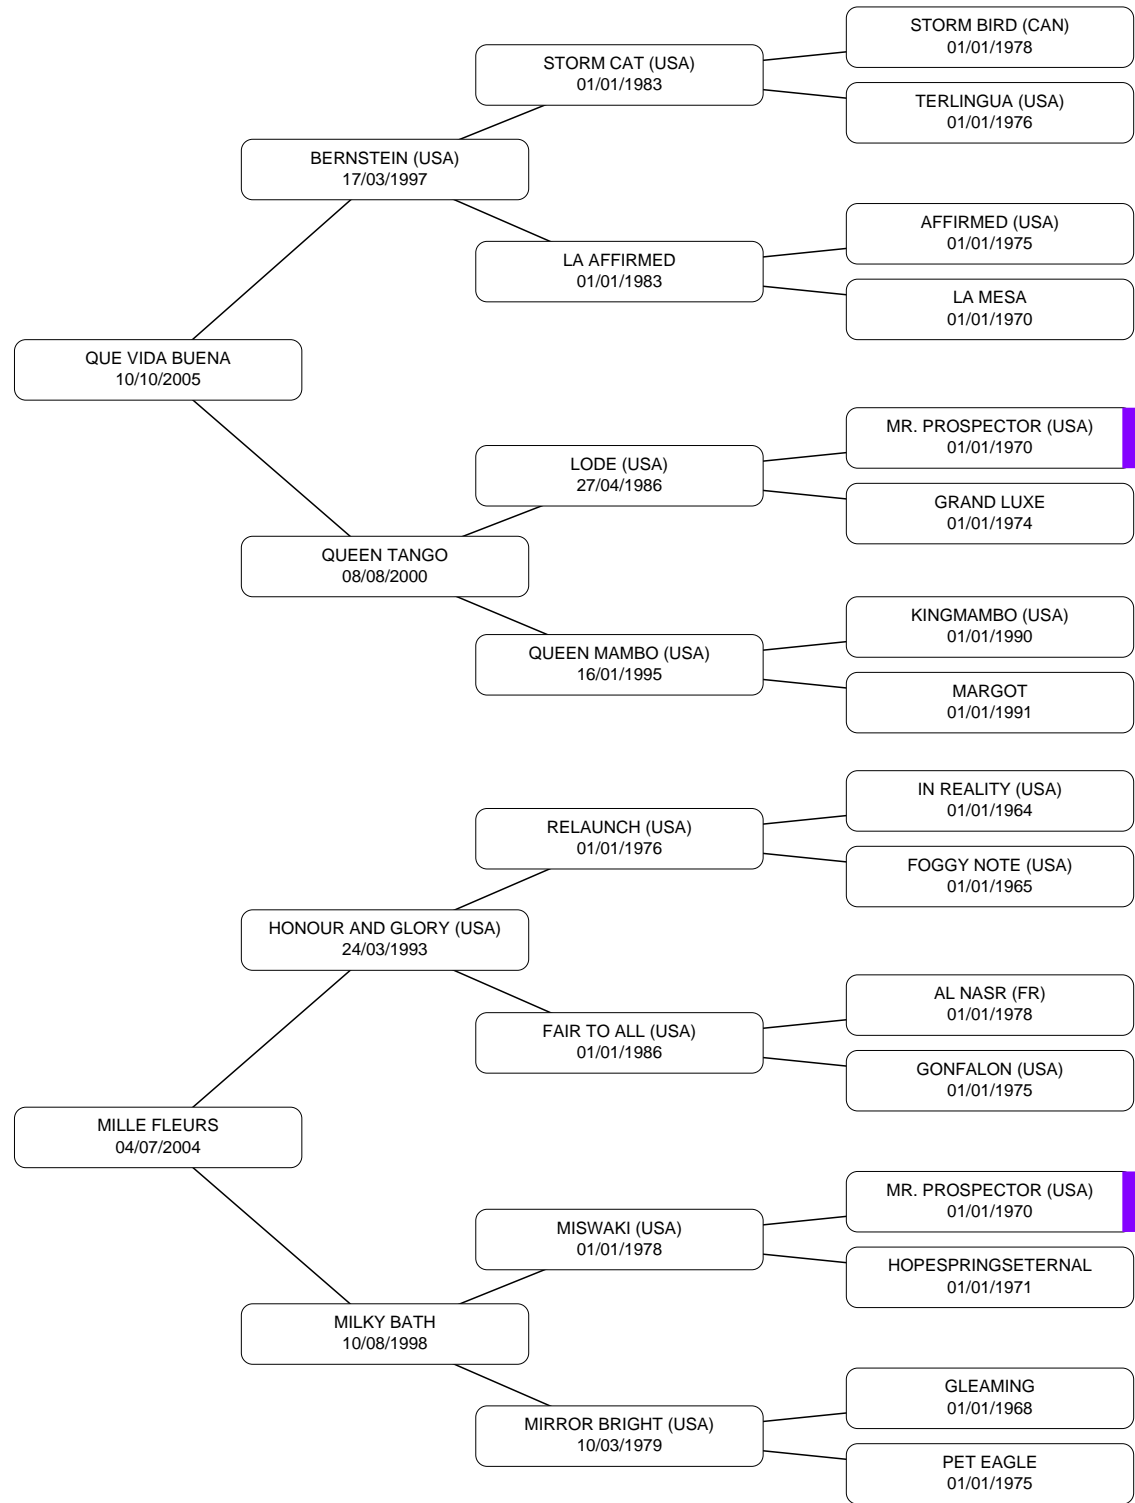 STORM BIRD (CAN)
01/01/1978
STORM CAT (USA)
01/01/1983
TERLINGUA (USA)
01/01/1976
BERNSTEIN (USA)
17/03/1997
AFFIRMED (USA)
01/01/1975
LA AFFIRMED
01/01/1983
LA MESA
01/01/1970
QUE VIDA BUENA
10/10/2005
MR. PROSPECTOR (USA)
01/01/1970
LODE (USA)
27/04/1986
GRAND LUXE
01/01/1974
QUEEN TANGO
08/08/2000
KINGMAMBO (USA)
01/01/1990
QUEEN MAMBO (USA)
16/01/1995
MARGOT
01/01/1991
IN REALITY (USA)
01/01/1964
RELAUNCH (USA)
01/01/1976
FOGGY NOTE (USA)
01/01/1965
HONOUR AND GLORY (USA)
24/03/1993
AL NASR (FR)
01/01/1978
FAIR TO ALL (USA)
01/01/1986
GONFALON (USA)
01/01/1975
MILLE FLEURS
04/07/2004
MR. PROSPECTOR (USA)
01/01/1970
MISWAKI (USA)
01/01/1978
HOPESPRINGSETERNAL
01/01/1971
MILKY BATH
10/08/1998
GLEAMING
01/01/1968
MIRROR BRIGHT (USA)
10/03/1979
PET EAGLE
01/01/1975